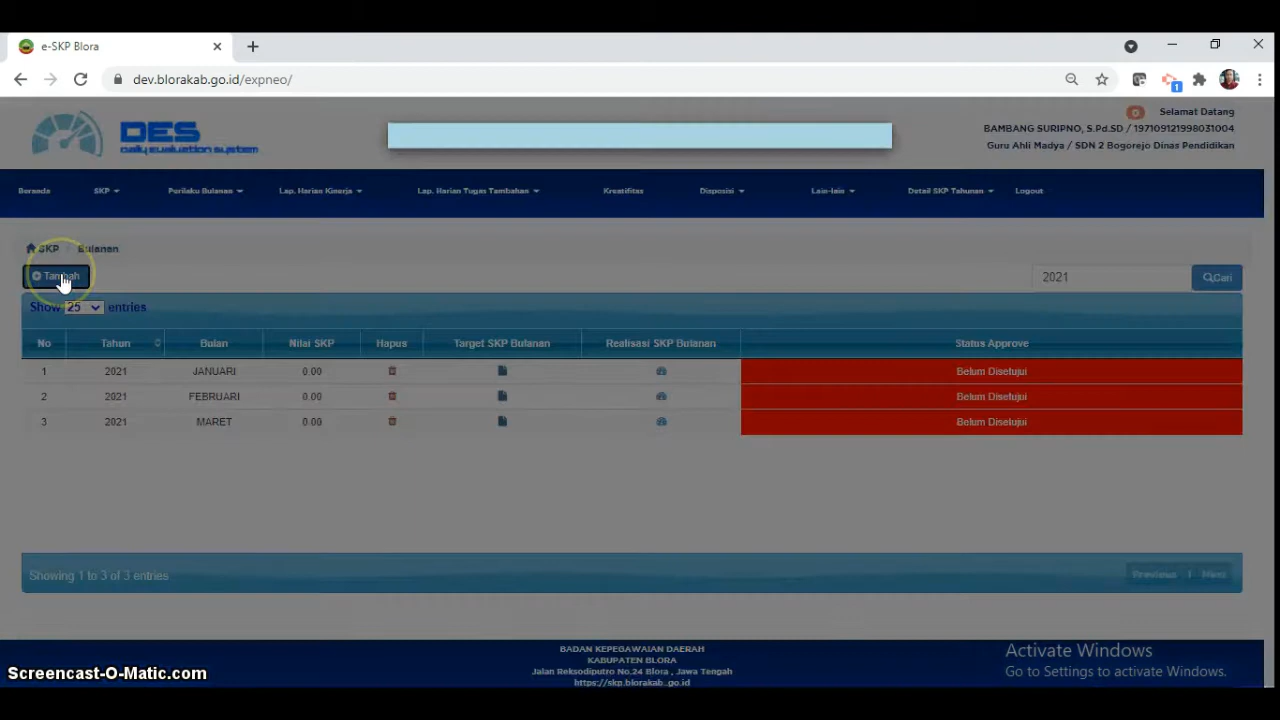 e-SKP Blora
dev.blorakab.go.id/expneo/
1
DES
daily evaluation system
Selamat Datang
BAMBANG SURIPNO, S.Pd.SD / 197109121998031004
Guru Ahli Madya / SDN 2 Bogorejo Dinas Pendidikan
Beranda SKP Perilaku Bulanan Lap. Harian Kinerja Lap. Harian Tugas Tambahan Kreatifitas Disposisi Lain-lain Detail SKP Tahunan Logout
SKP Bulanan
Tambah 2021 Cari
Show 25 entries
No Tahun Bulan Nilai SKP Hapus Target SKP Bulanan Realisasi SKP Bulanan Status Approve
1 2021 JANUARI 0.00 Belum Disetujui
2 2021 FEBRUARI 0.00 Belum Disetujui
3 2021 MARET 0.00 Belum Disetujui
Showing 1 to 3 of 3 entries Previous Next
BADAN KEPEGAWAIAN DAERAH
KABUPATEN BLORA
Jalan Reksodiputro No.24 Blora , Jawa Tengah
https://skp.blorakab.go.id
Activate Windows
Go to Settings to activate Windows.
Screencast-O-Matic.com